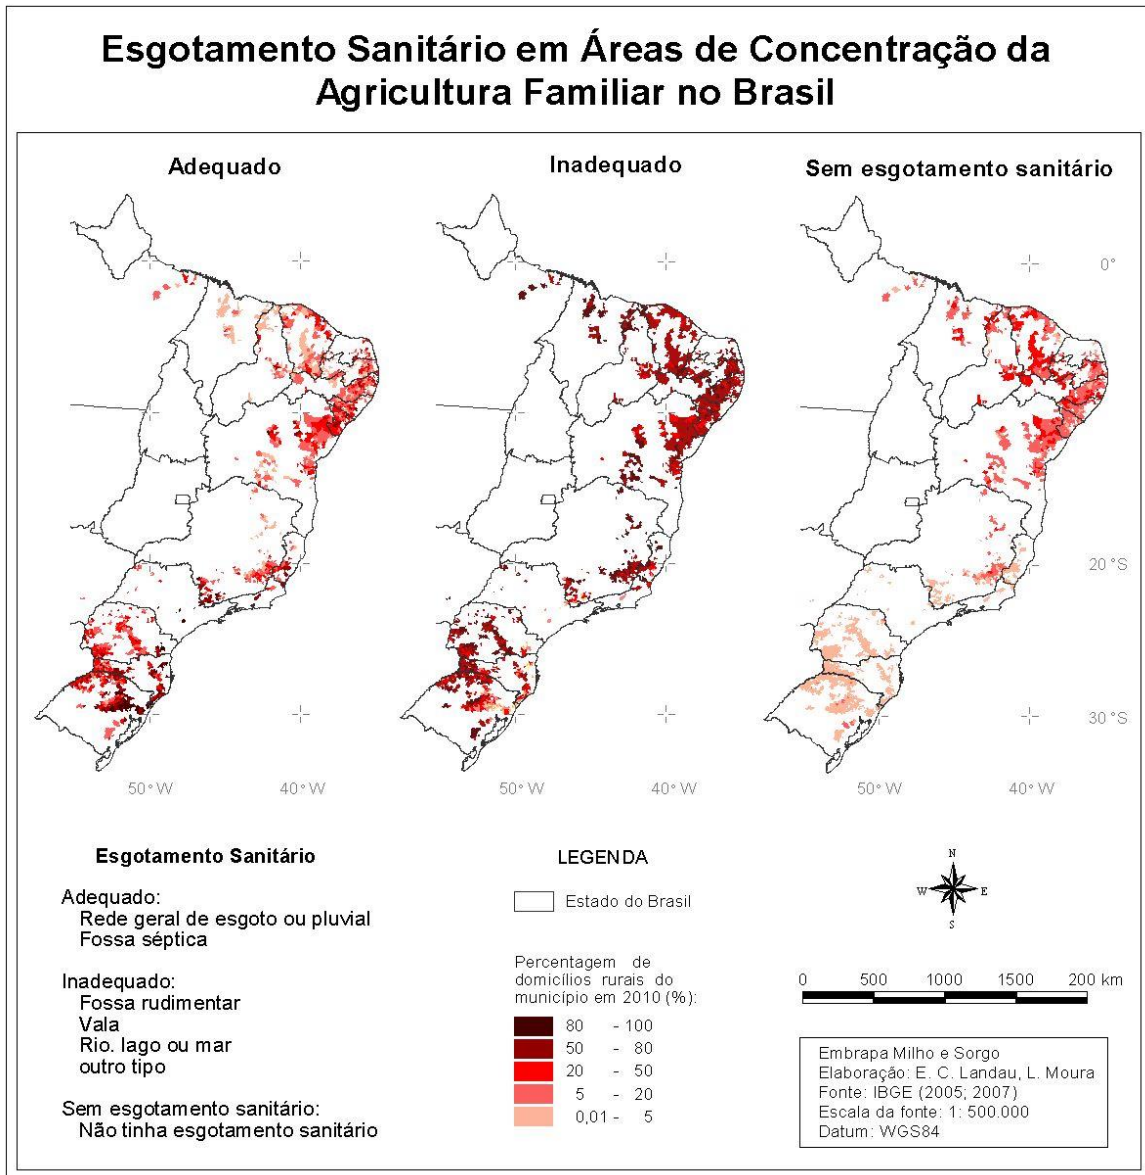 Esgotamento Sanitário em Áreas de Concentração da
Agricultura Familiar no Brasil
Adequado
Inadequado
Sem esgotamento sanitário
0°
20 °S
30 °S
50° W
40° W
50° W
40° W
50° W
40° W
Esgotamento Sanitário
Adequado:
Rede geral de esgoto ou pluvial
Fossa séptica
Inadequado:
Fossa rudimentar
Vala
Rio. lago ou mar
outro tipo
Sem esgotamento sanitário:
Não tinha esgotamento sanitário
LEGENDA
Estado do Brasil
Percentagem de
domicílios rurais do
município em 2010 (%):
80 - 100
50 - 80
20 - 50
5 - 20
0,01 - 5
N
W E
S
0 500 1000 1500 200 km
Embrapa Milho e Sorgo
Elaboração: E. C. Landau, L. Moura
Fonte: IBGE (2005; 2007)
Escala da fonte: 1: 500.000
Datum: WGS84